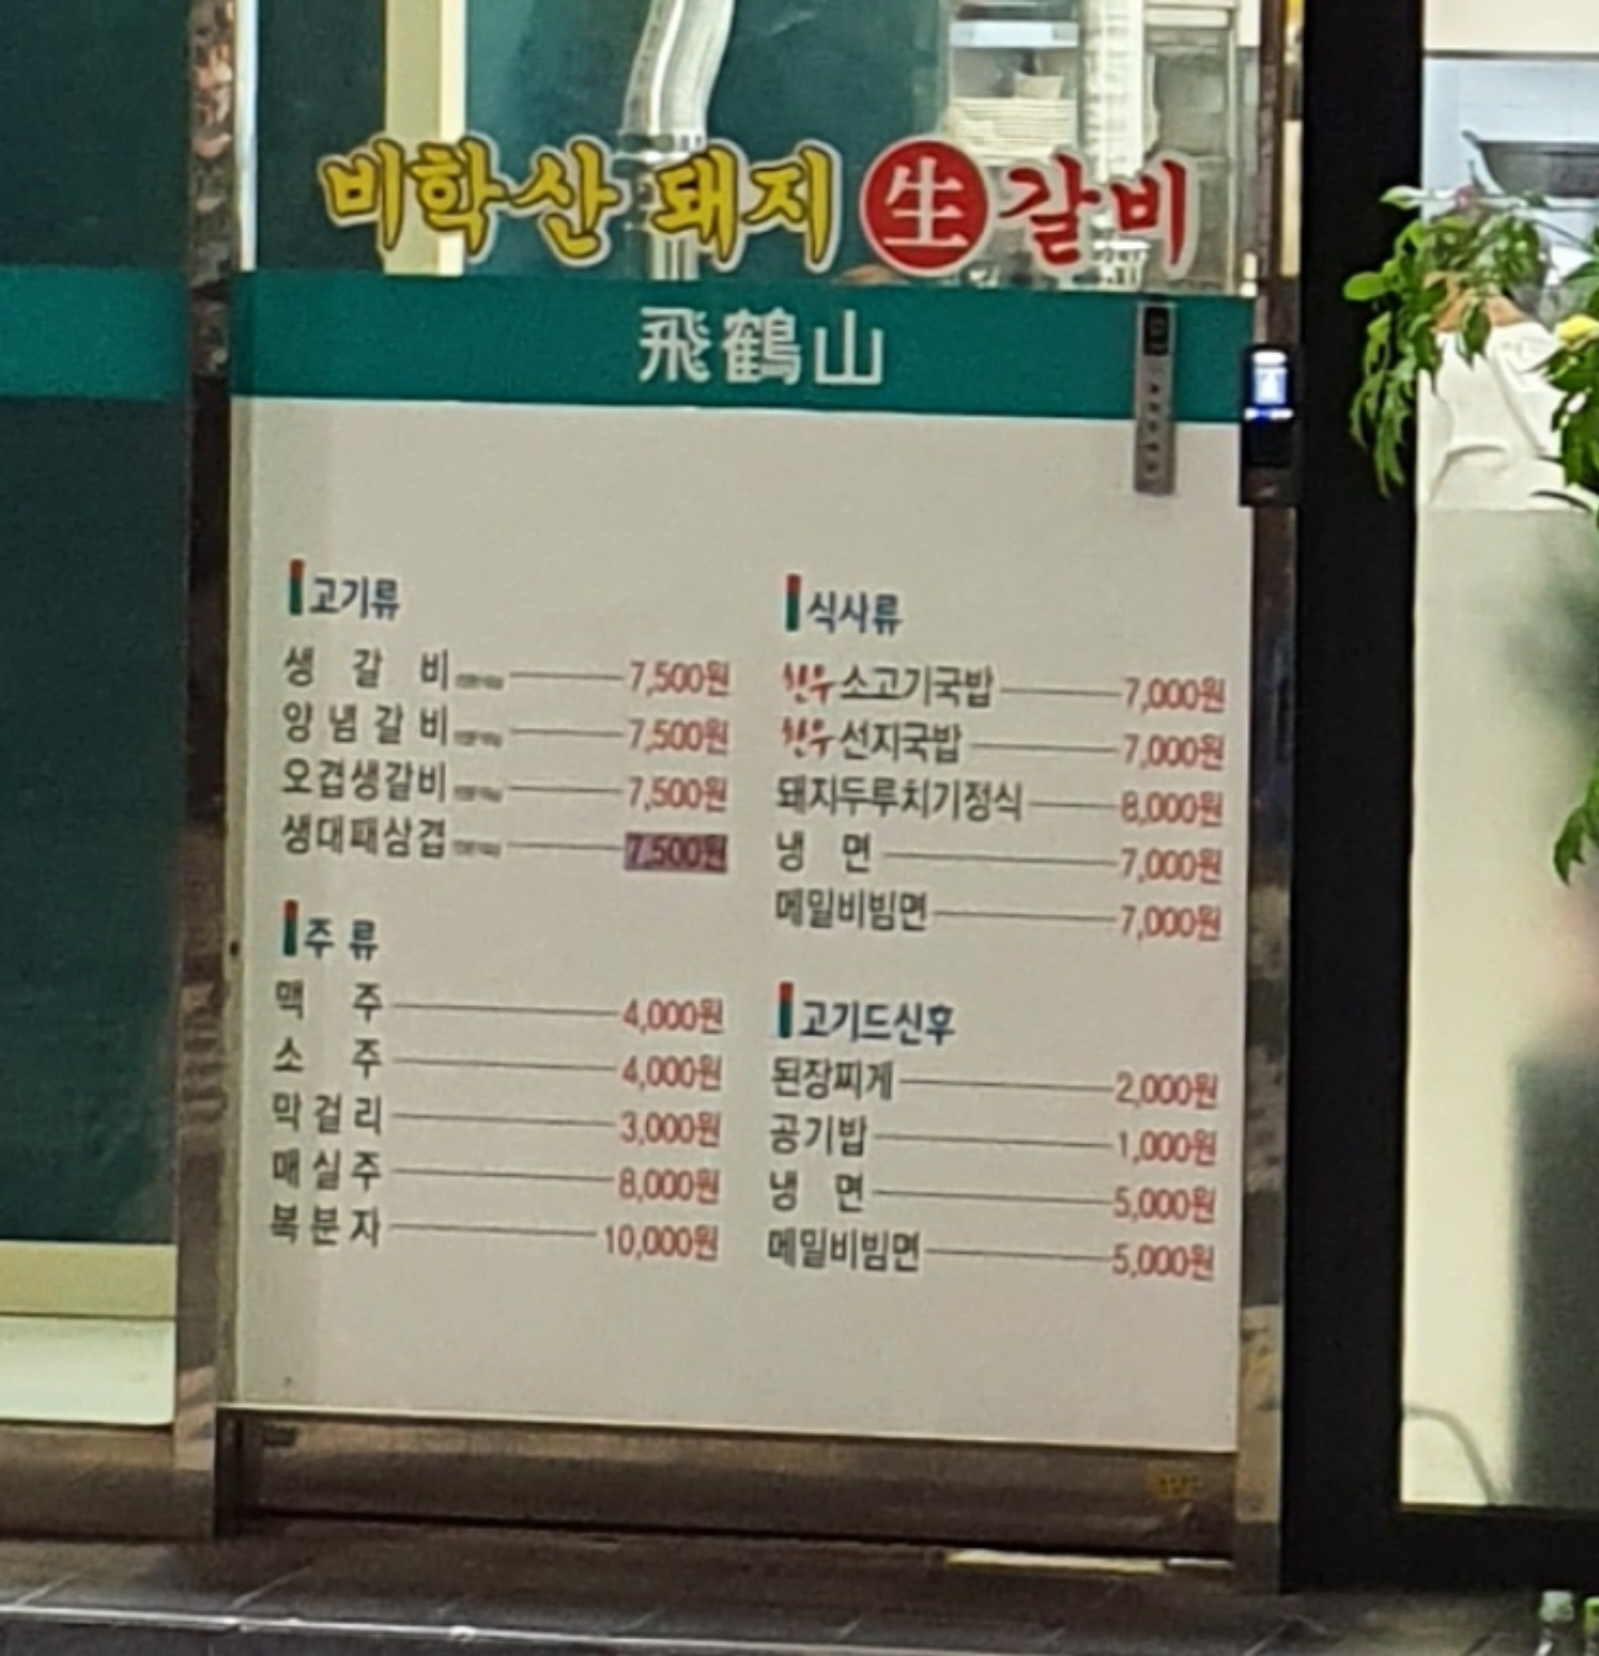 비학산 돼지 生 갈비
飛鶴山
고기류
생 갈 비 7,500원
양념갈비 7,500원
오겹생갈비 7,500원
생대패삼겹 7,500원
주 류
맥 주 4,000원
소 주 4,000원
막걸리 3,000원
매실주 8,000원
복분자 10,000원
식사류
한우소고기국밥 7,000원
한우선지국밥 7,000원
돼지두루치기정식 8,000원
냉 면 7,000원
메밀비빔면 7,000원
고기드신후
된장찌게 2,000원
공기밥 1,000원
냉 면 5,000원
메밀비빔면 5,000원